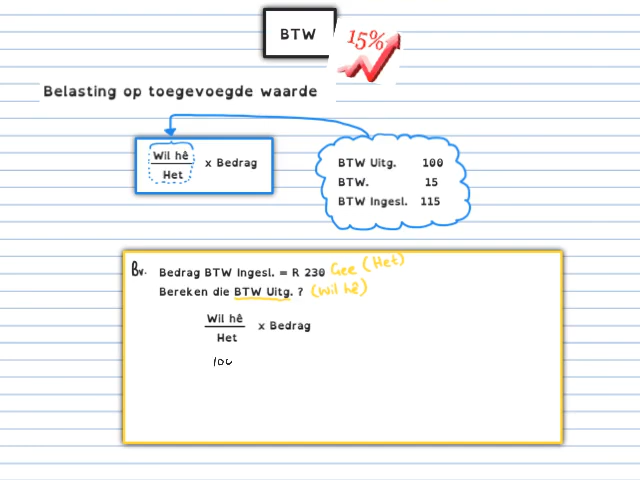 BTW
15%
Belasting op toegevoegde waarde
Wil hê
Het
x Bedrag
BTW Uitg. 100
BTW. 15
BTW Ingesl. 115
Bv. Bedrag BTW Ingesl. = R 230 Gee (Het)
Bereken die BTW Uitg. ? (Wil hê)
Wil hê
Het
x Bedrag
100